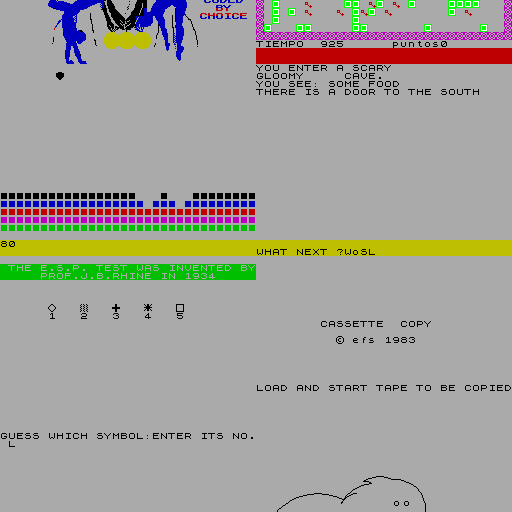 CODED
BY
CHOICE
TIEMPO 925 puntos0
YOU ENTER A SCARY
GLOOMY CAVE.
YOU SEE: SOME FOOD
THERE IS A DOOR TO THE SOUTH
80
WHAT NEXT ?WoSL
THE E.S.P. TEST WAS INVENTED BY
PROF.J.B.RHINE IN 1934
1 2 3 4 5
GUESS WHICH SYMBOL:ENTER ITS NO.
L
CASSETTE COPY
© efs 1983
LOAD AND START TAPE TO BE COPIED